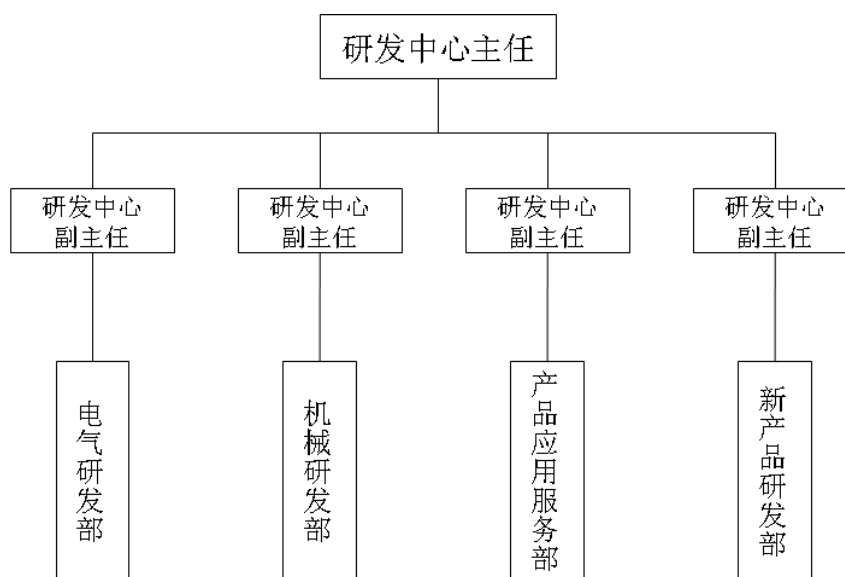 研发中心主任
研发中心
副主任
研发中心
副主任
研发中心
副主任
研发中心
副主任
电气研发部
机械研发部
产品应用服务部
新产品研发部